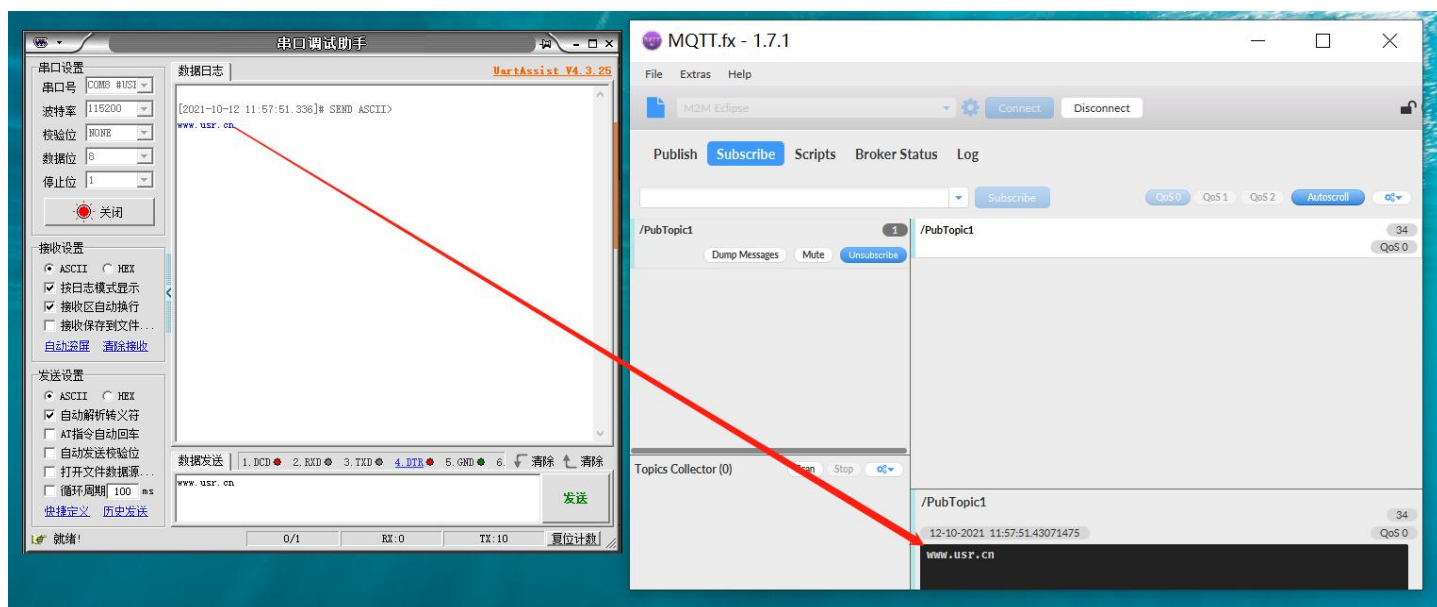 串口调试助手
串口设置
串口号 COM8 #USI
波特率 115200
校验位 NONE
数据位 8
停止位 1
关闭
接收设置
ASCII HEX
按日志模式显示
接收区自动换行
接收保存到文件...
自动滚屏 清除接收
发送设置
ASCII HEX
自动解析转义符
AT指令自动回车
自动发送校验位
打开文件数据源...
循环周期 100 ms
快捷定义 历史发送
数据日志 UartAssist V4.3.25
[2021-10-12 11:57:51.336]# SEND ASCII>
www.usr.cn
数据发送 1.DCD 2.RXD 3.TXD 4.DTR 5.GND 6. 清除 清除
www.usr.cn
发送
就绪! 0/1 RX:0 TX:10 复位计数
MQTT.fx - 1.7.1
File Extras Help
M2M Eclipse Connect Disconnect
Publish Subscribe Scripts Broker Status Log
Subscribe QoS 0 QoS 1 QoS 2 Autoscroll
/PubTopic1 1
Dump Messages Mute Unsubscribe
/PubTopic1 34
QoS 0
Topics Collector (0) Scan Stop
/PubTopic1
34
12-10-2021 11:57:51.43071475 QoS 0
www.usr.cn